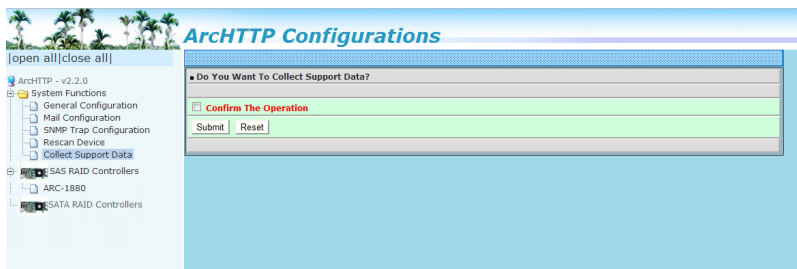 ArcHTTP Configurations
|open all|close all|
ArcHTTP - v2.2.0
System Functions
General Configuration
Mail Configuration
SNMP Trap Configuration
Rescan Device
Collect Support Data
SAS RAID Controllers
ARC-1880
SATA RAID Controllers
Do You Want To Collect Support Data?
Confirm The Operation
Submit Reset